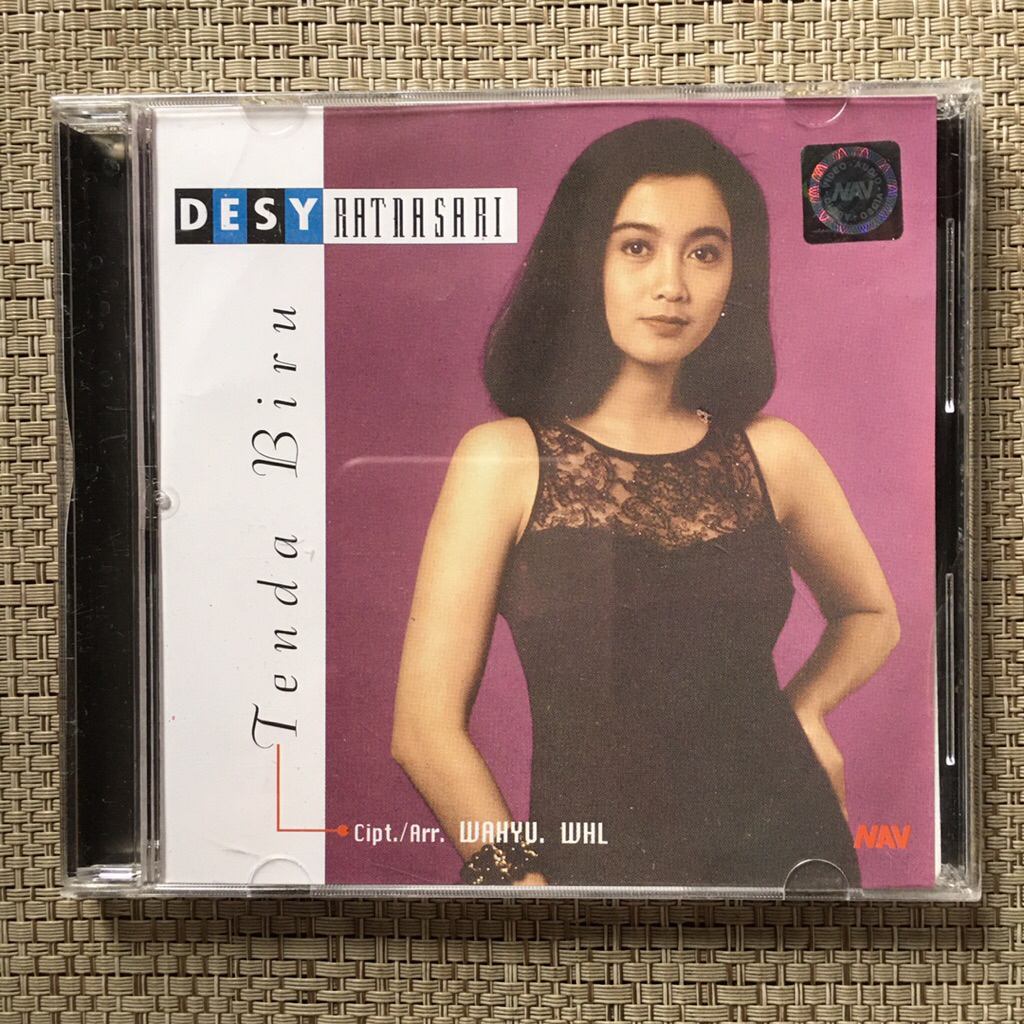 DESY RATNASARI
Tenda Biru
Cipt./Arr. WAHYU. WHL
NAV
NAV